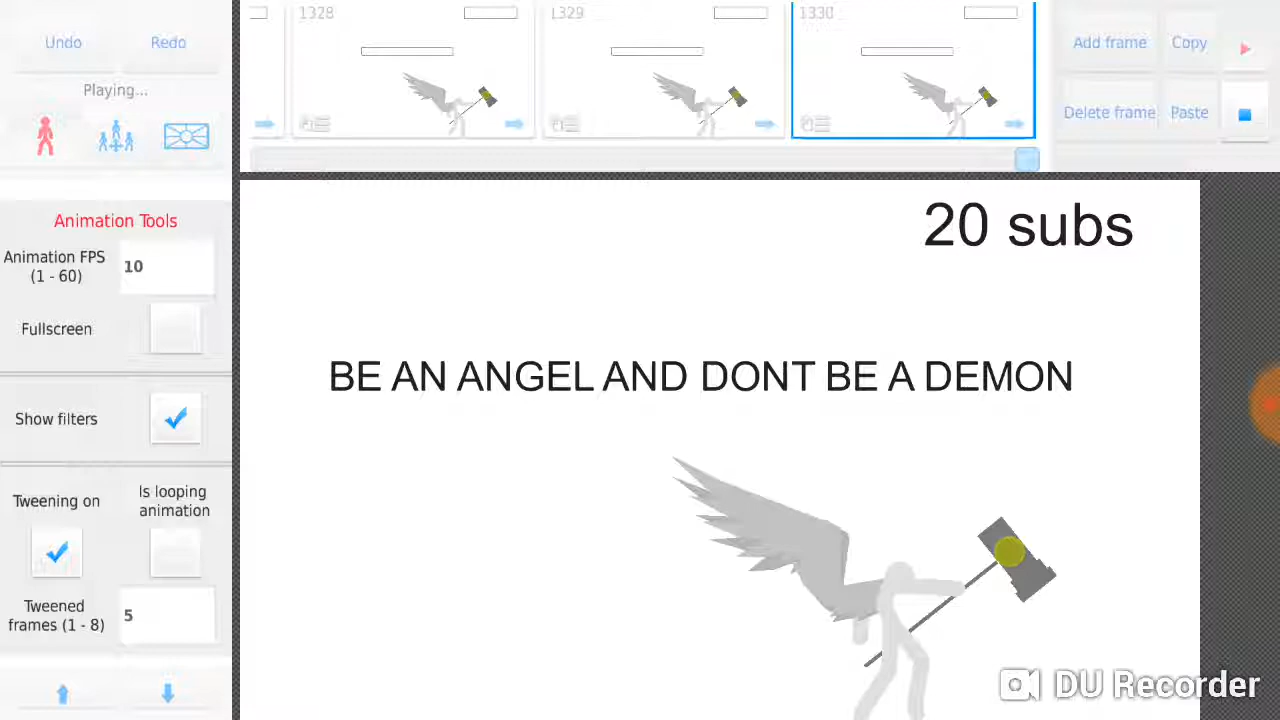 Undo
Redo
Playing...
Animation Tools
Animation FPS
(1 - 60)
10
Fullscreen
Show filters
Tweening on
Is looping
animation
Tweened
frames (1 - 8)
5
1328
1329
1330
Add frame
Copy
Delete frame
Paste
20 subs
BE AN ANGEL AND DONT BE A DEMON
DU Recorder